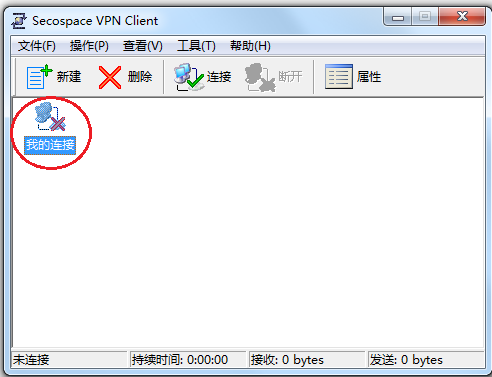 Secospace VPN Client
文件(F) 操作(P) 查看(V) 工具(T) 帮助(H)
新建 删除 连接 断开 属性
我的连接
未连接 持续时间: 0:00:00 接收: 0 bytes 发送: 0 bytes